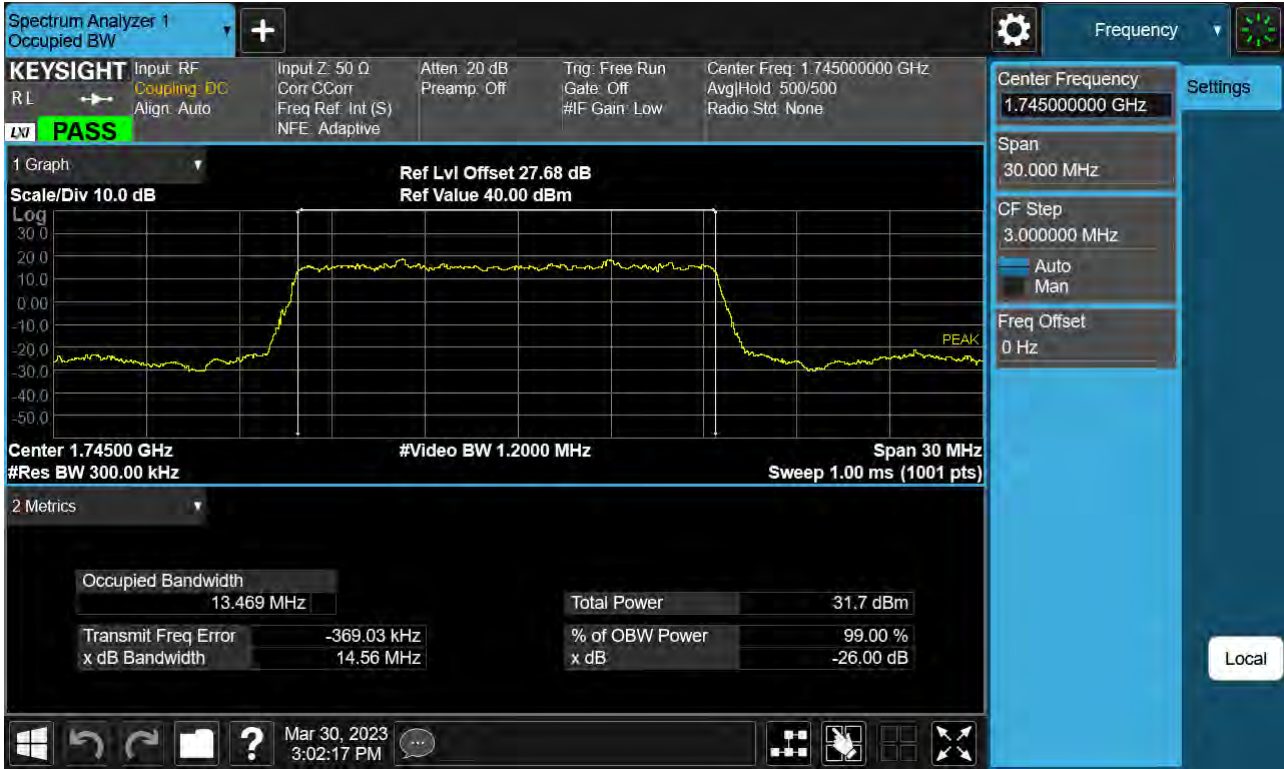 Spectrum Analyzer 1
Occupied BW
+
Frequency
KEYSIGHT
R L
LXI
PASS
Input: RF
Coupling: DC
Align: Auto
Input Z: 50 Ω
Corr CCorr
Freq Ref: Int (S)
NFE: Adaptive
Atten: 20 dB
Preamp: Off
Trig: Free Run
Gate: Off
#IF Gain: Low
Center Freq: 1.745000000 GHz
Avg|Hold: 500/500
Radio Std: None
Center Frequency
1.745000000 GHz
Settings
Span
30.000 MHz
CF Step
3.000000 MHz
Auto
Man
Freq Offset
0 Hz
Local
1 Graph
Scale/Div 10.0 dB
Ref Lvl Offset 27.68 dB
Ref Value 40.00 dBm
Log
30.0
20.0
10.0
0.00
-10.0
-20.0
-30.0
-40.0
-50.0
PEAK
Center 1.74500 GHz
#Video BW 1.2000 MHz
Span 30 MHz
#Res BW 300.00 kHz
Sweep 1.00 ms (1001 pts)
2 Metrics
Occupied Bandwidth
13.469 MHz
Total Power 31.7 dBm
Transmit Freq Error -369.03 kHz
% of OBW Power 99.00 %
x dB Bandwidth 14.56 MHz
x dB -26.00 dB
?
Mar 30, 2023
3:02:17 PM